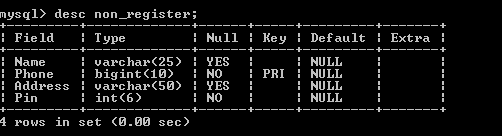 mysql> desc non_register;
+---------+-------------+------+-----+---------+-------+
| Field | Type | Null | Key | Default | Extra |
+---------+-------------+------+-----+---------+-------+
| Name | varchar(25) | YES | | NULL | |
| Phone | bigint(10) | NO | PRI | NULL | |
| Address | varchar(50) | YES | | NULL | |
| Pin | int(6) | NO | | NULL | |
+---------+-------------+------+-----+---------+-------+
4 rows in set (0.00 sec)